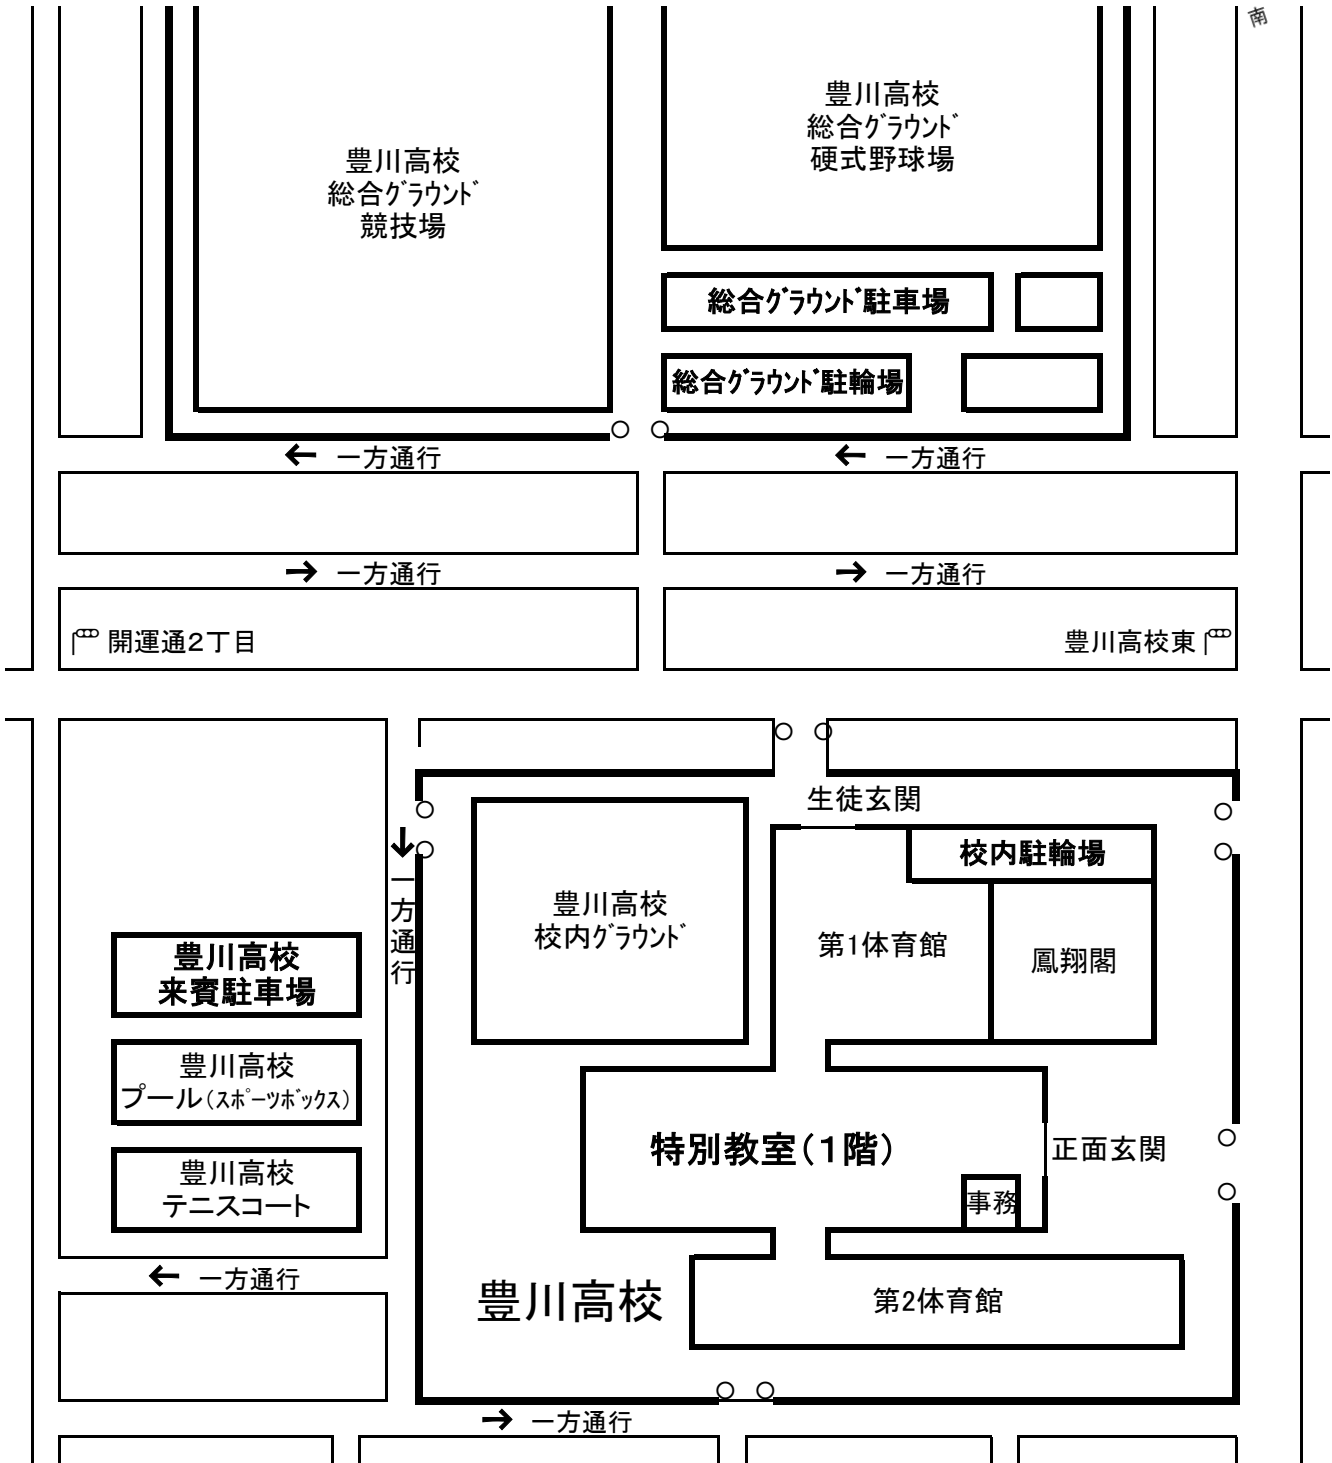 南
豊川高校
総合ｸﾞﾗｳﾝﾄﾞ
硬式野球場
豊川高校
総合ｸﾞﾗｳﾝﾄﾞ
競技場
総合ｸﾞﾗｳﾝﾄﾞ駐車場
総合ｸﾞﾗｳﾝﾄﾞ駐輪場
← 一方通行
← 一方通行
→ 一方通行
→ 一方通行
開運通２丁目
豊川高校東
生徒玄関
校内駐輪場
↓一方通行
豊川高校
校内ｸﾞﾗｳﾝﾄﾞ
第1体育館
鳳翔閣
豊川高校
来賓駐車場
豊川高校
プール（ｽﾎﾟｰﾂﾎﾞｯｸｽ）
豊川高校
テニスコート
特別教室（１階）
正面玄関
事務
← 一方通行
豊川高校
第2体育館
→ 一方通行